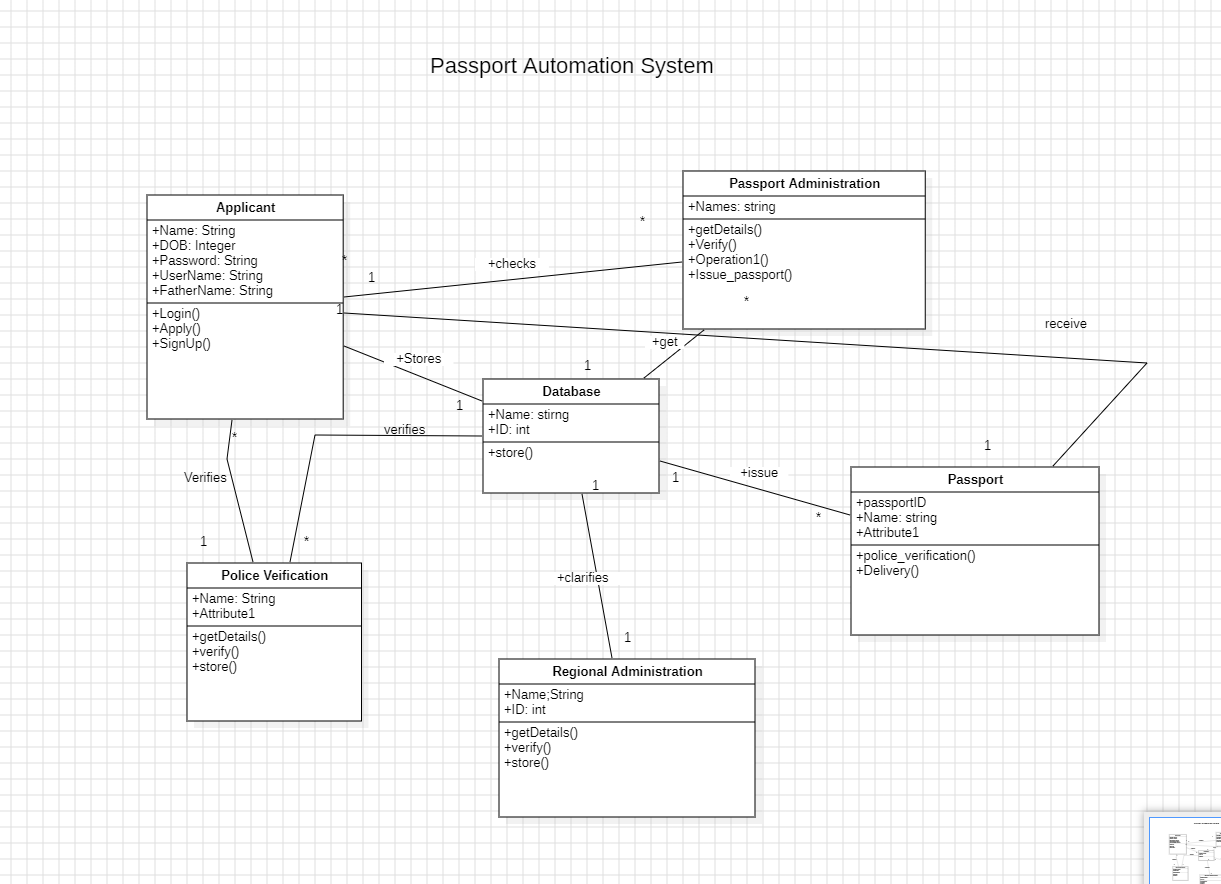 Passport Automation System
Passport Administration
+Names: string
+getDetails()
+Verify()
+Operation1()
+Issue_passport()
*
Applicant
+Name: String
+DOB: Integer
+Password: String
+UserName: String
+FatherName: String
+Login()
+Apply()
+SignUp()
*
*
1
+checks
1
receive
+get
1
+Stores
1
Database
+Name: stirng
+ID: int
+store()
1
*
verifies
Verifies
1
*
1
+issue
*
1
Passport
+passportID
+Name: string
+Attribute1
+police_verification()
+Delivery()
Police Veification
+Name: String
+Attribute1
+getDetails()
+verify()
+store()
+clarifies
1
Regional Administration
+Name;String
+ID: int
+getDetails()
+verify()
+store()